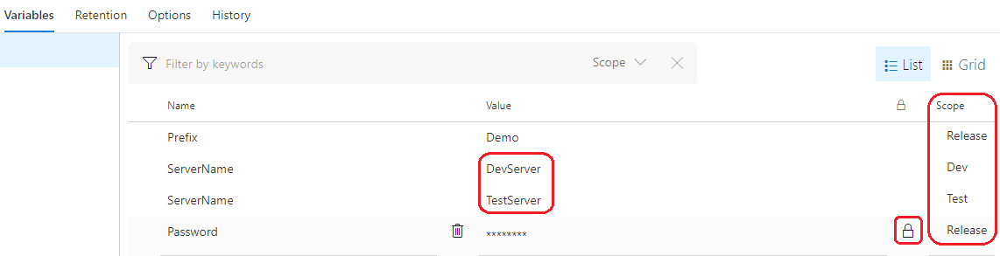 Variables Retention Options History
Filter by keywords Scope List Grid
Name Value Scope
Prefix Demo Release
ServerName DevServer Dev
ServerName TestServer Test
Password ******** Release